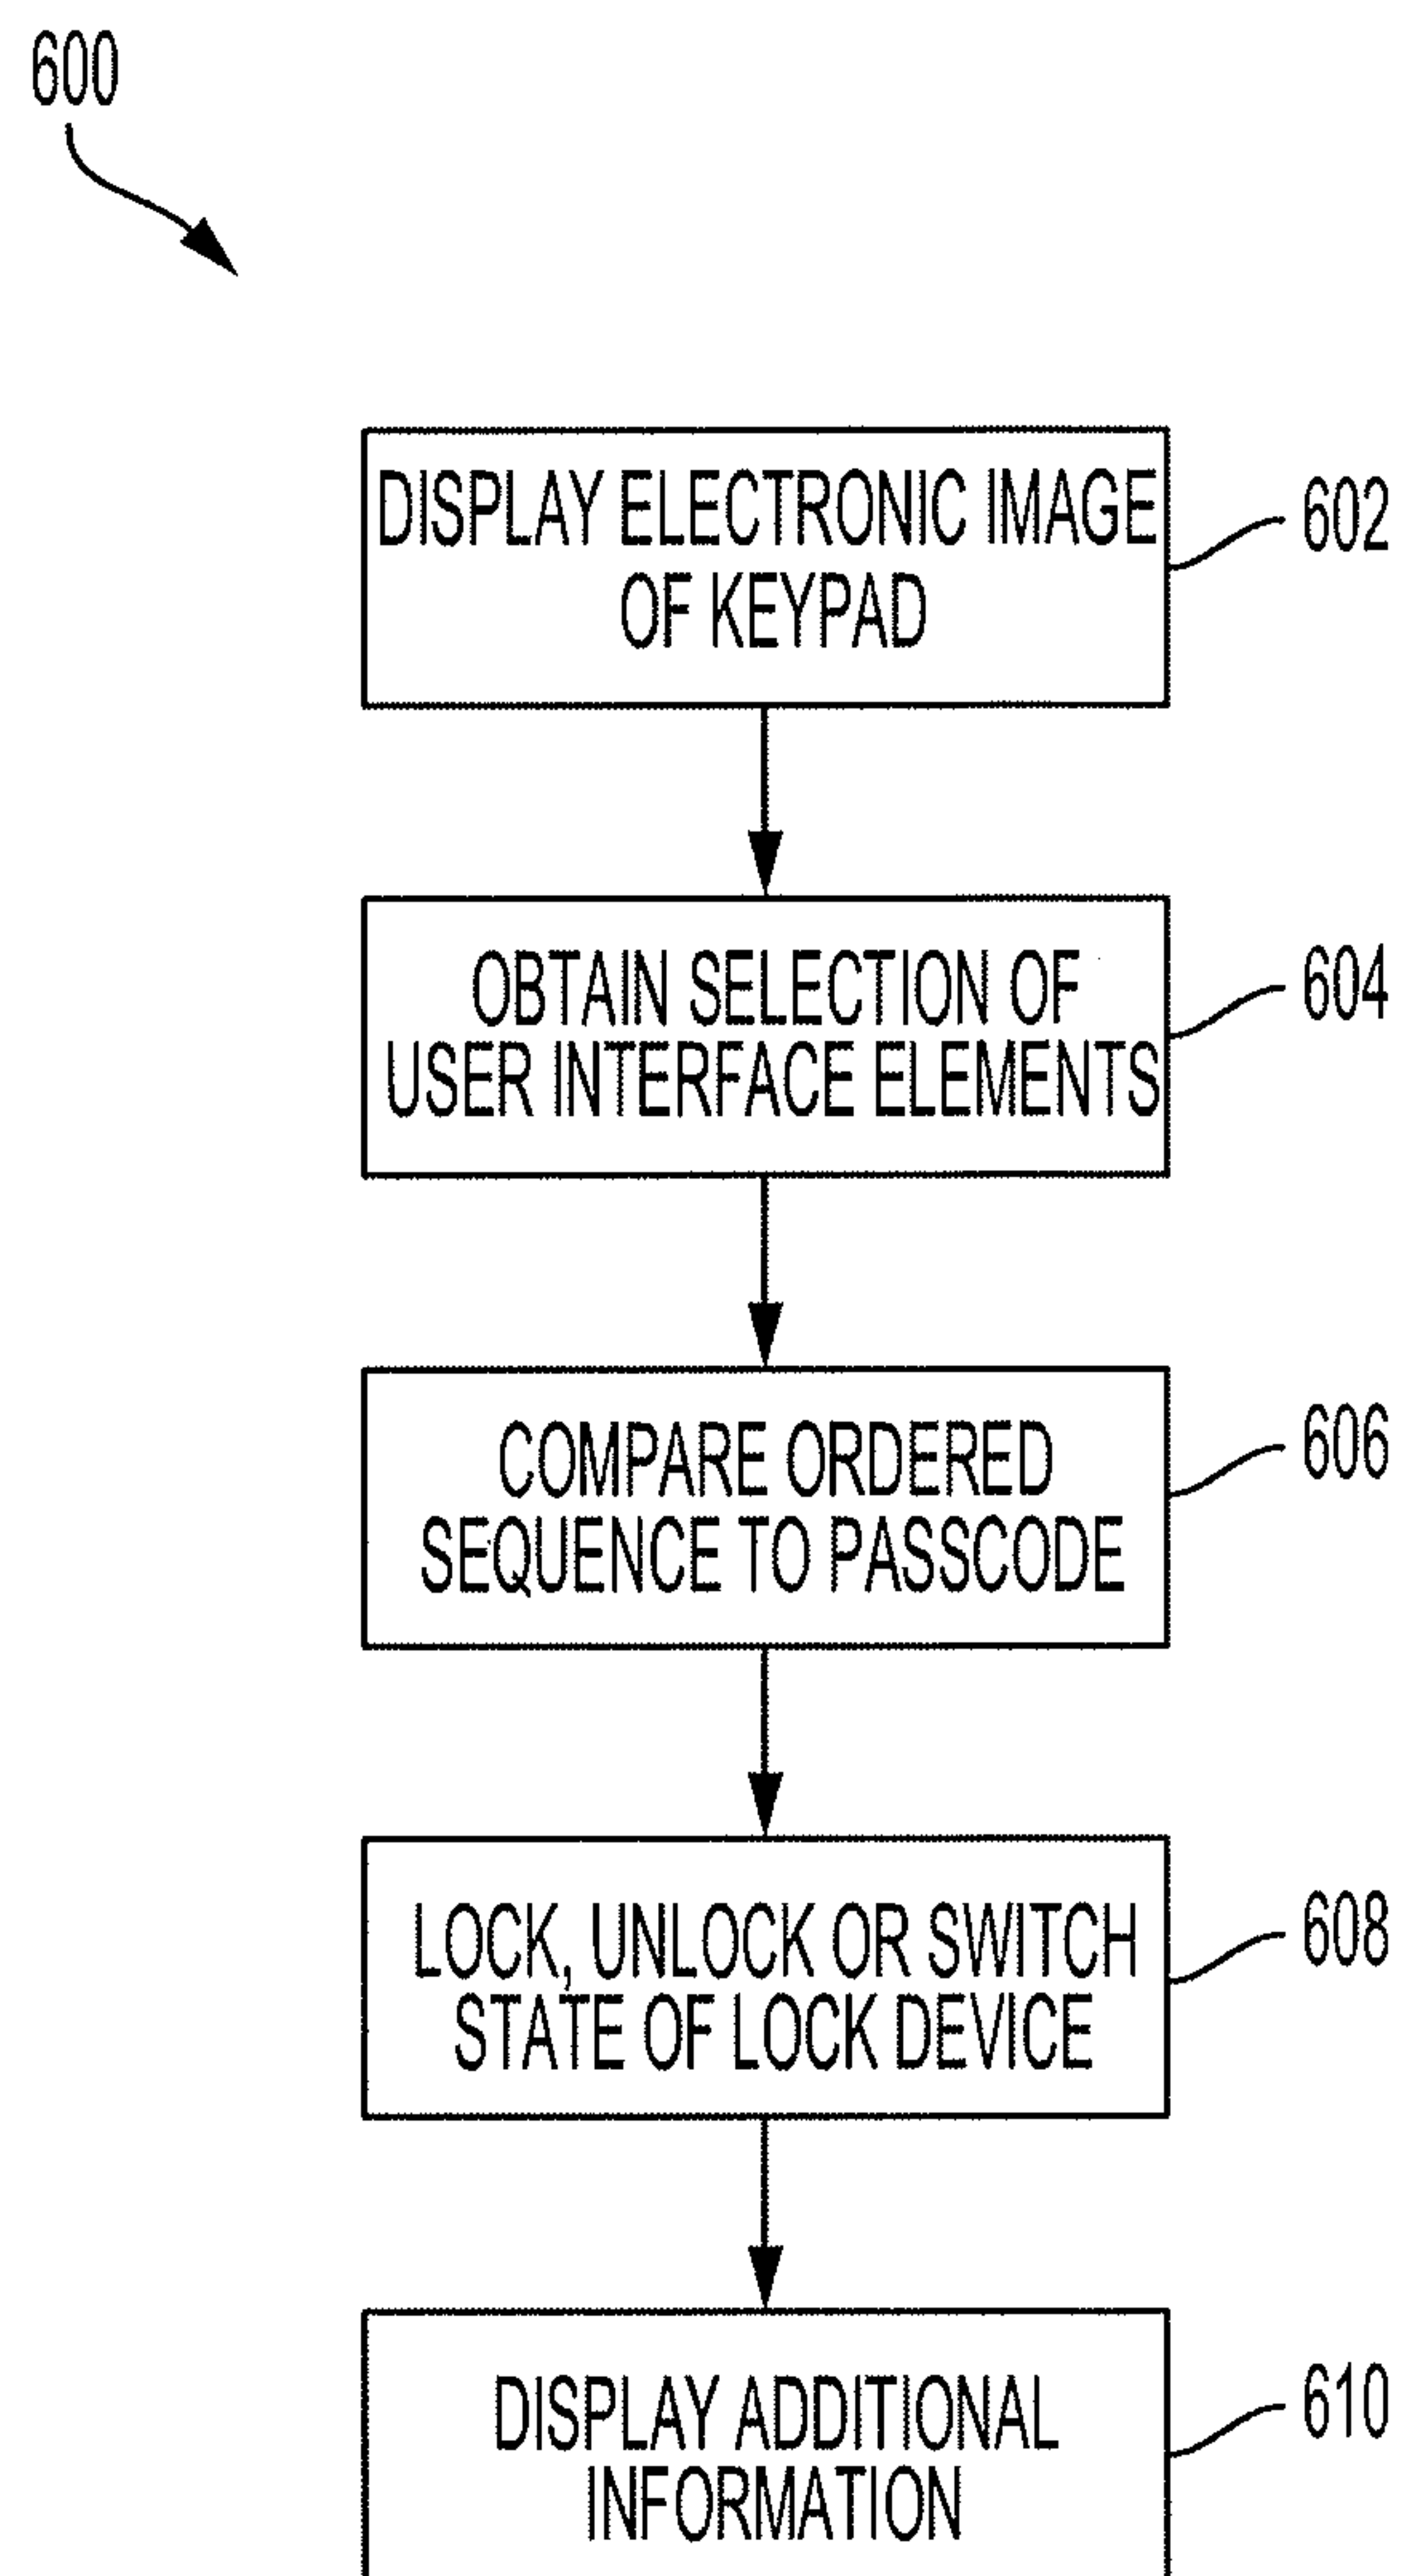 600
DISPLAY ELECTRONIC IMAGE
OF KEYPAD
602
OBTAIN SELECTION OF
USER INTERFACE ELEMENTS
604
COMPARE ORDERED
SEQUENCE TO PASSCODE
606
LOCK, UNLOCK OR SWITCH
STATE OF LOCK DEVICE
608
DISPLAY ADDITIONAL
INFORMATION
610